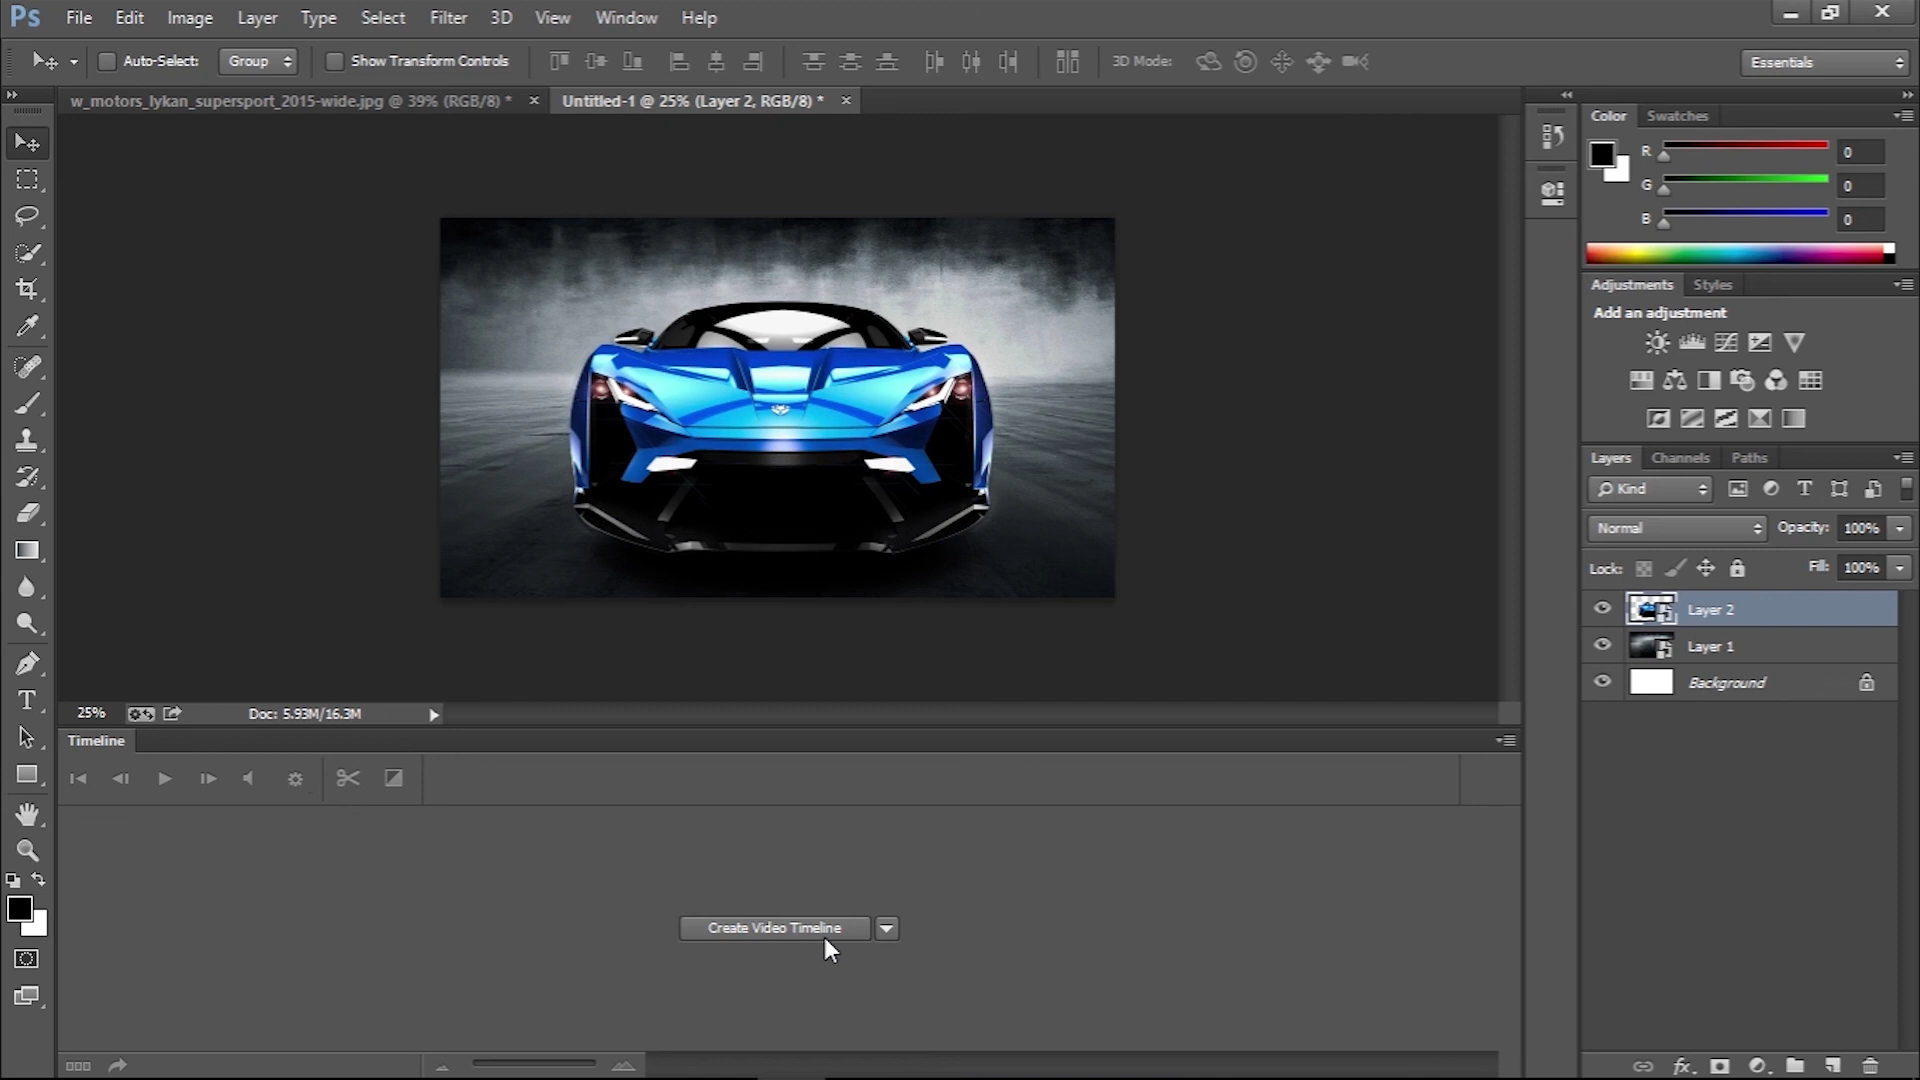 Ps File Edit Image Layer Type Select Filter 3D View Window Help
Auto-Select: Group Show Transform Controls 3D Mode: Essentials
w_motors_lykan_supersport_2015-wide.jpg @ 39% (RGB/8) * Untitled-1 @ 25% (Layer 2, RGB/8) *
Color Swatches
R 0
G 0
B 0
Adjustments Styles
Add an adjustment
Layers Channels Paths
Kind
Normal Opacity: 100%
Lock: Fill: 100%
Layer 2
Layer 1
Background
25% Doc: 5.93M/16.3M
Timeline
Create Video Timeline
fx